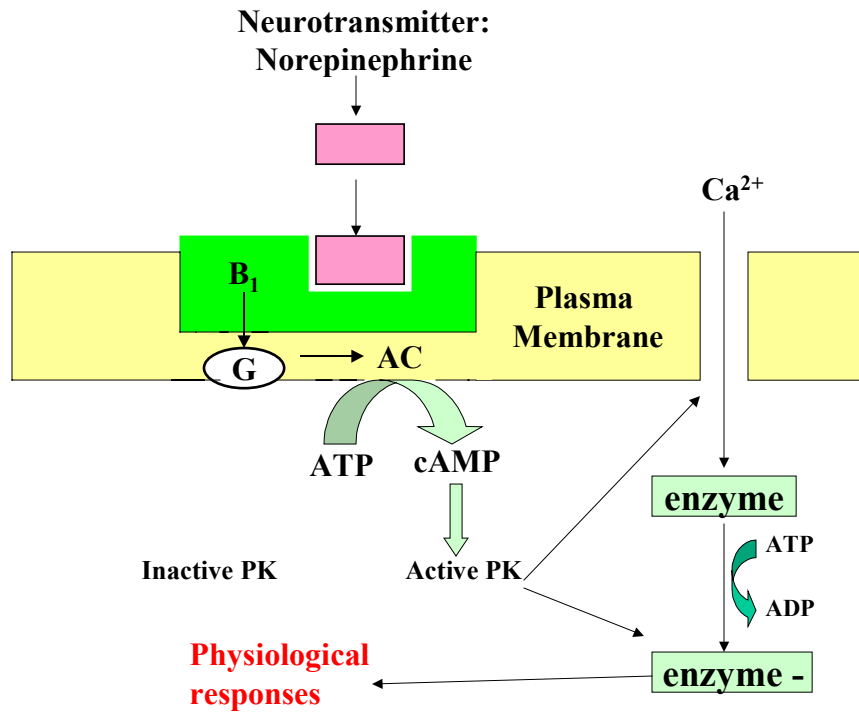 Neurotransmitter:
Norepinephrine
Ca²⁺
B₁
Plasma
Membrane
G
AC
ATP
cAMP
enzyme
ATP
Inactive PK
Active PK
ADP
Physiological
responses
enzyme -